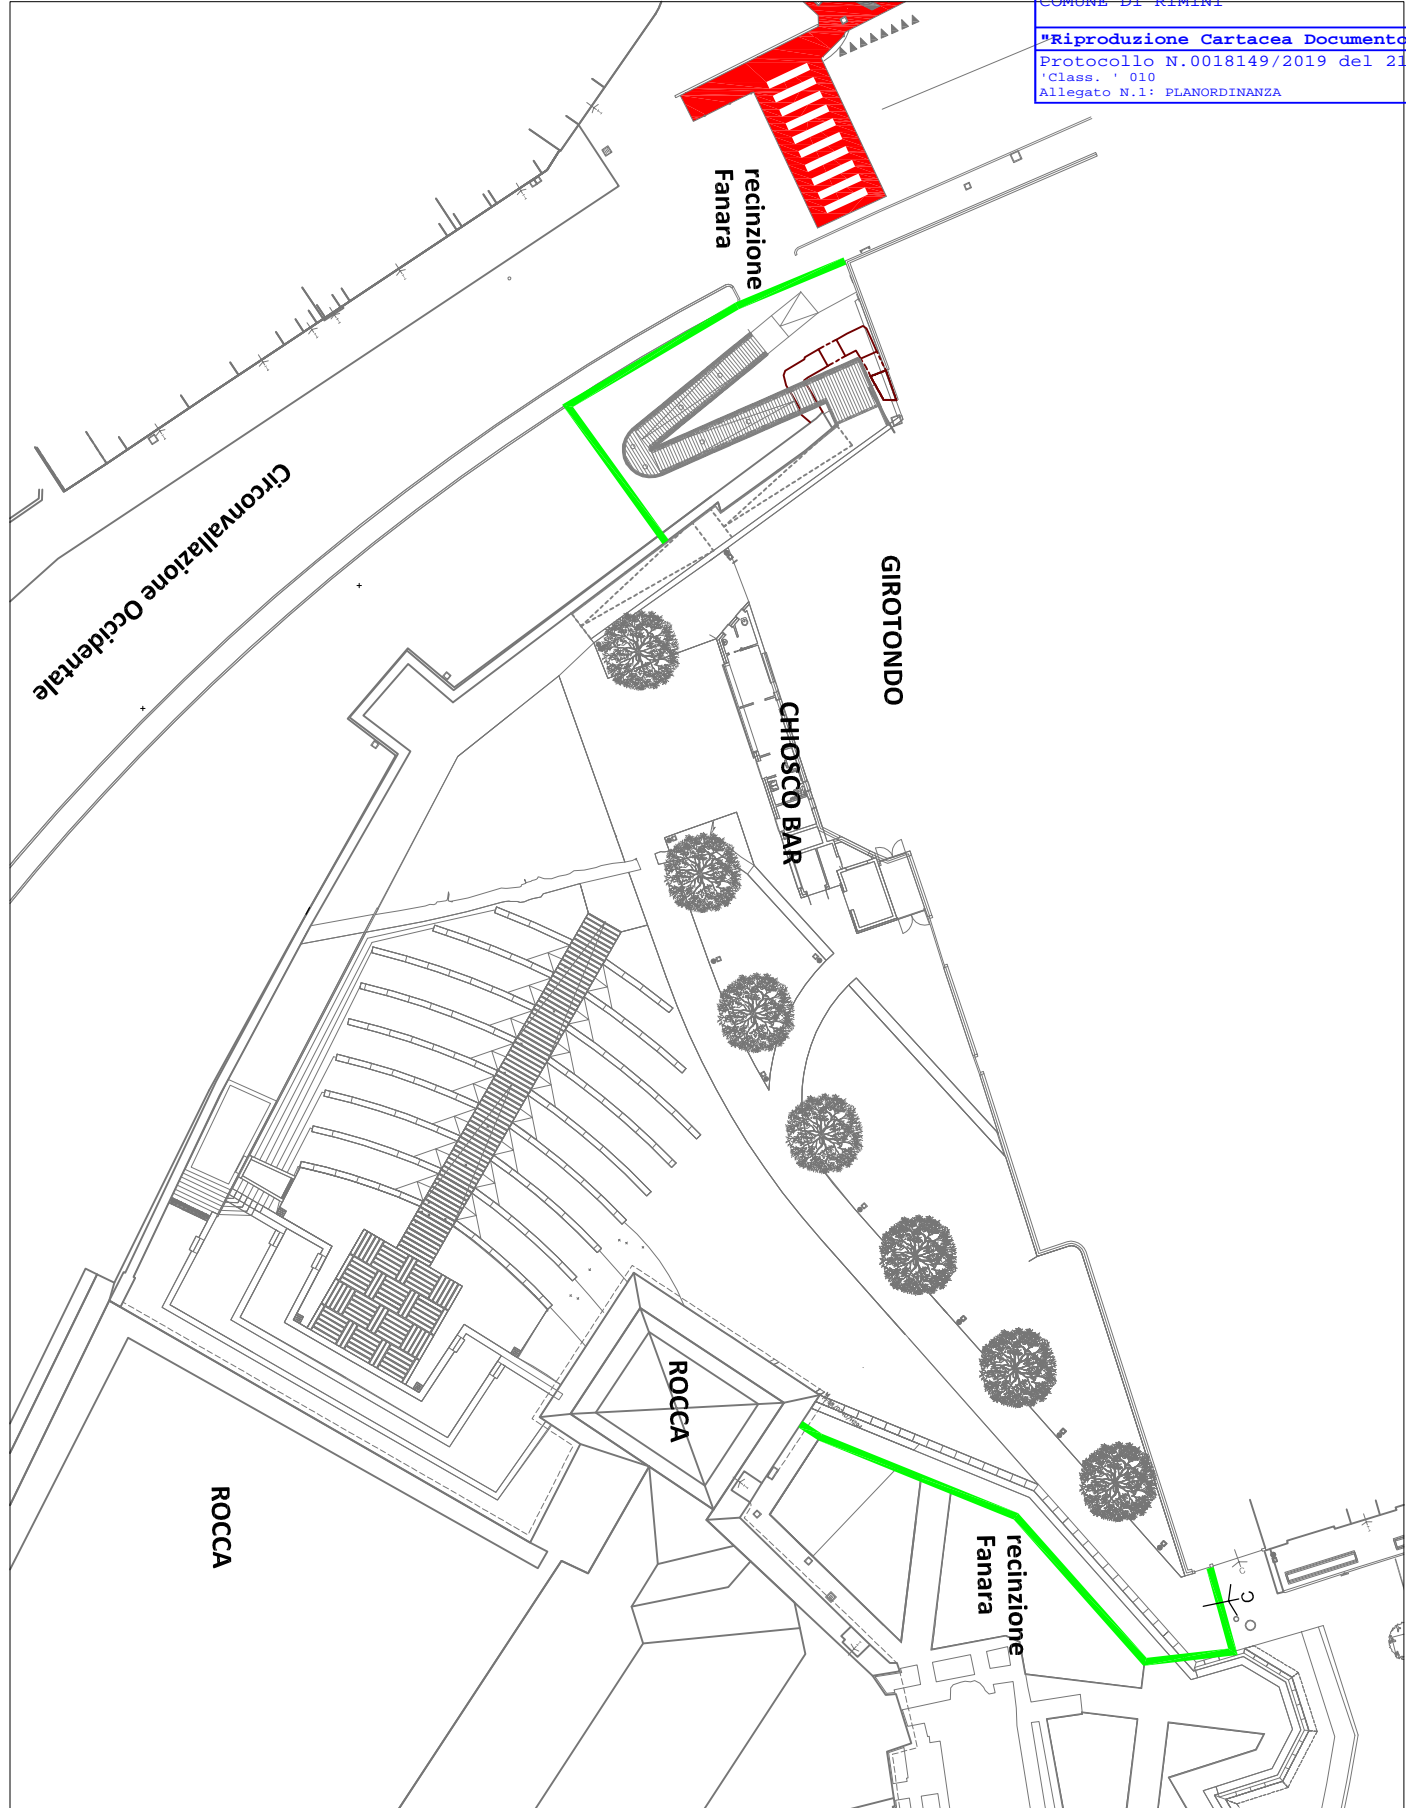 COMUNE DI RIMINI
"Riproduzione Cartacea Documento
Protocollo N.0018149/2019 del 21
'Class. ' 010
Allegato N.1: PLANORDINANZA
recinzione
Fanara
Circonvallazione Occidentale
GIROTONDO
CHIOSCO BAR
ROCCA
ROCCA
recinzione
Fanara
C